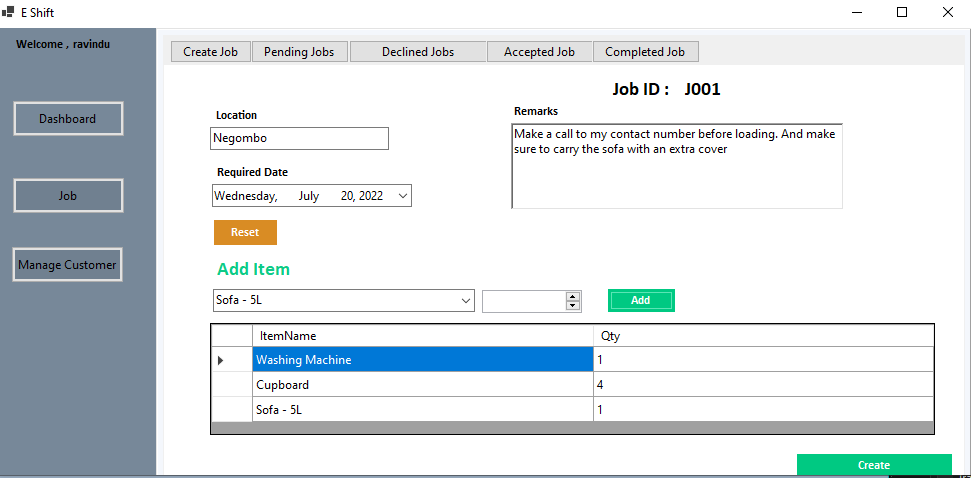 E Shift
Welcome , ravindu
Dashboard
Job
Manage Customer
Create Job
Pending Jobs
Declined Jobs
Accepted Job
Completed Job
Job ID : J001
Location
Negombo
Remarks
Make a call to my contact number before loading. And make
sure to carry the sofa with an extra cover
Required Date
Wednesday, July 20, 2022
Reset
Add Item
Sofa - 5L
Add
ItemName Qty
Washing Machine 1
Cupboard 4
Sofa - 5L 1
Create